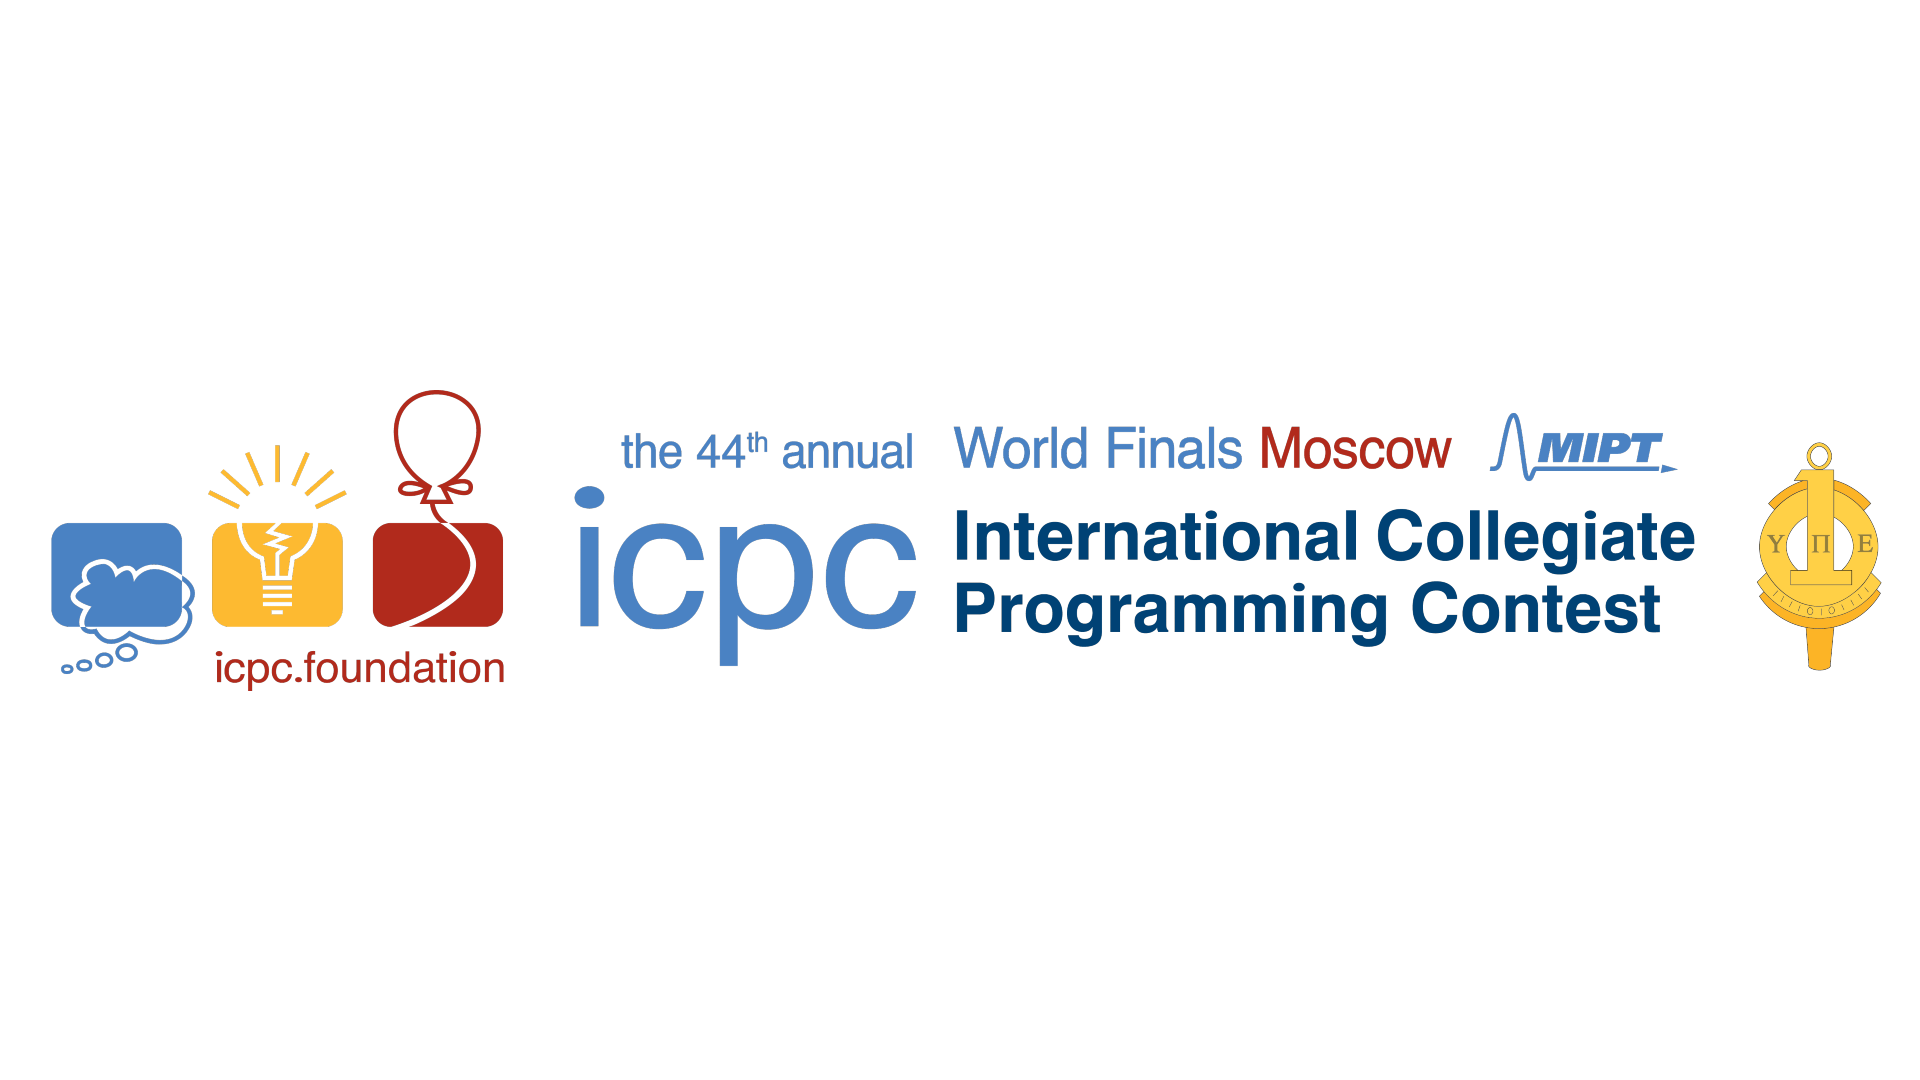 the 44th annual World Finals Moscow MIPT
icpc International Collegiate
Programming Contest
icpc.foundation
Υ Π Ε